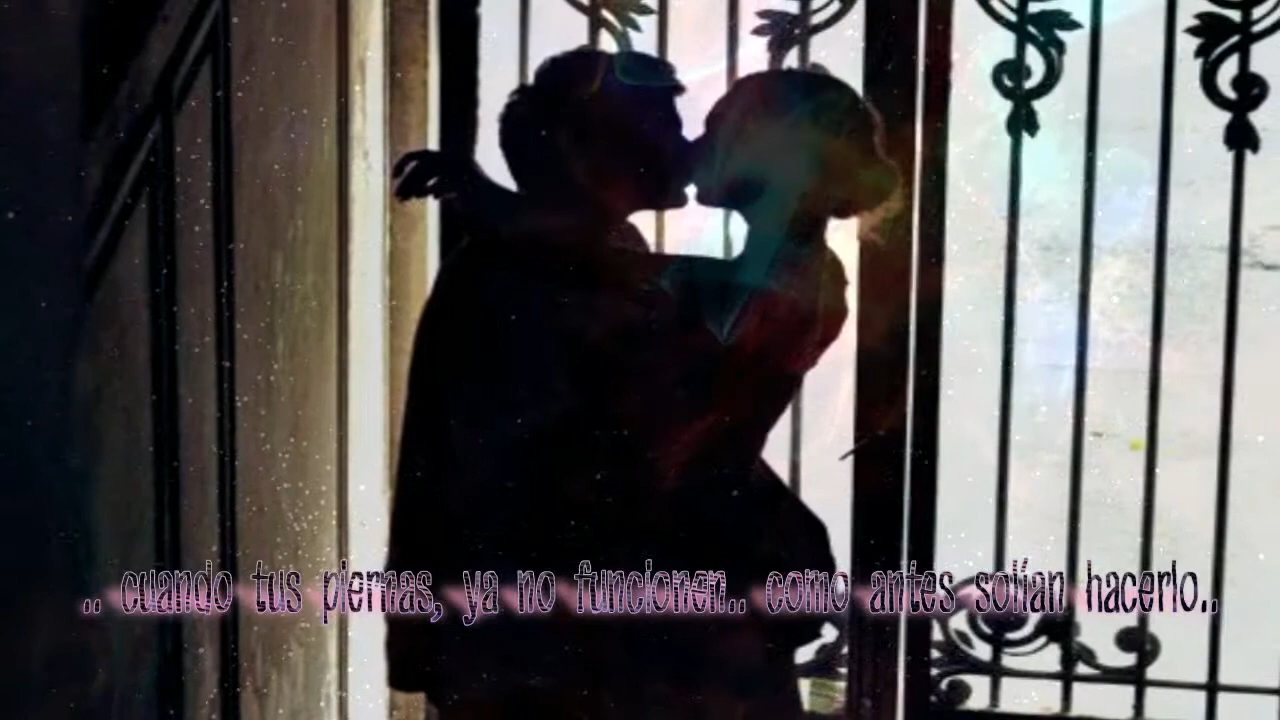 .. cuando tus piernas, ya no funcionen.. como antes solían hacerlo..